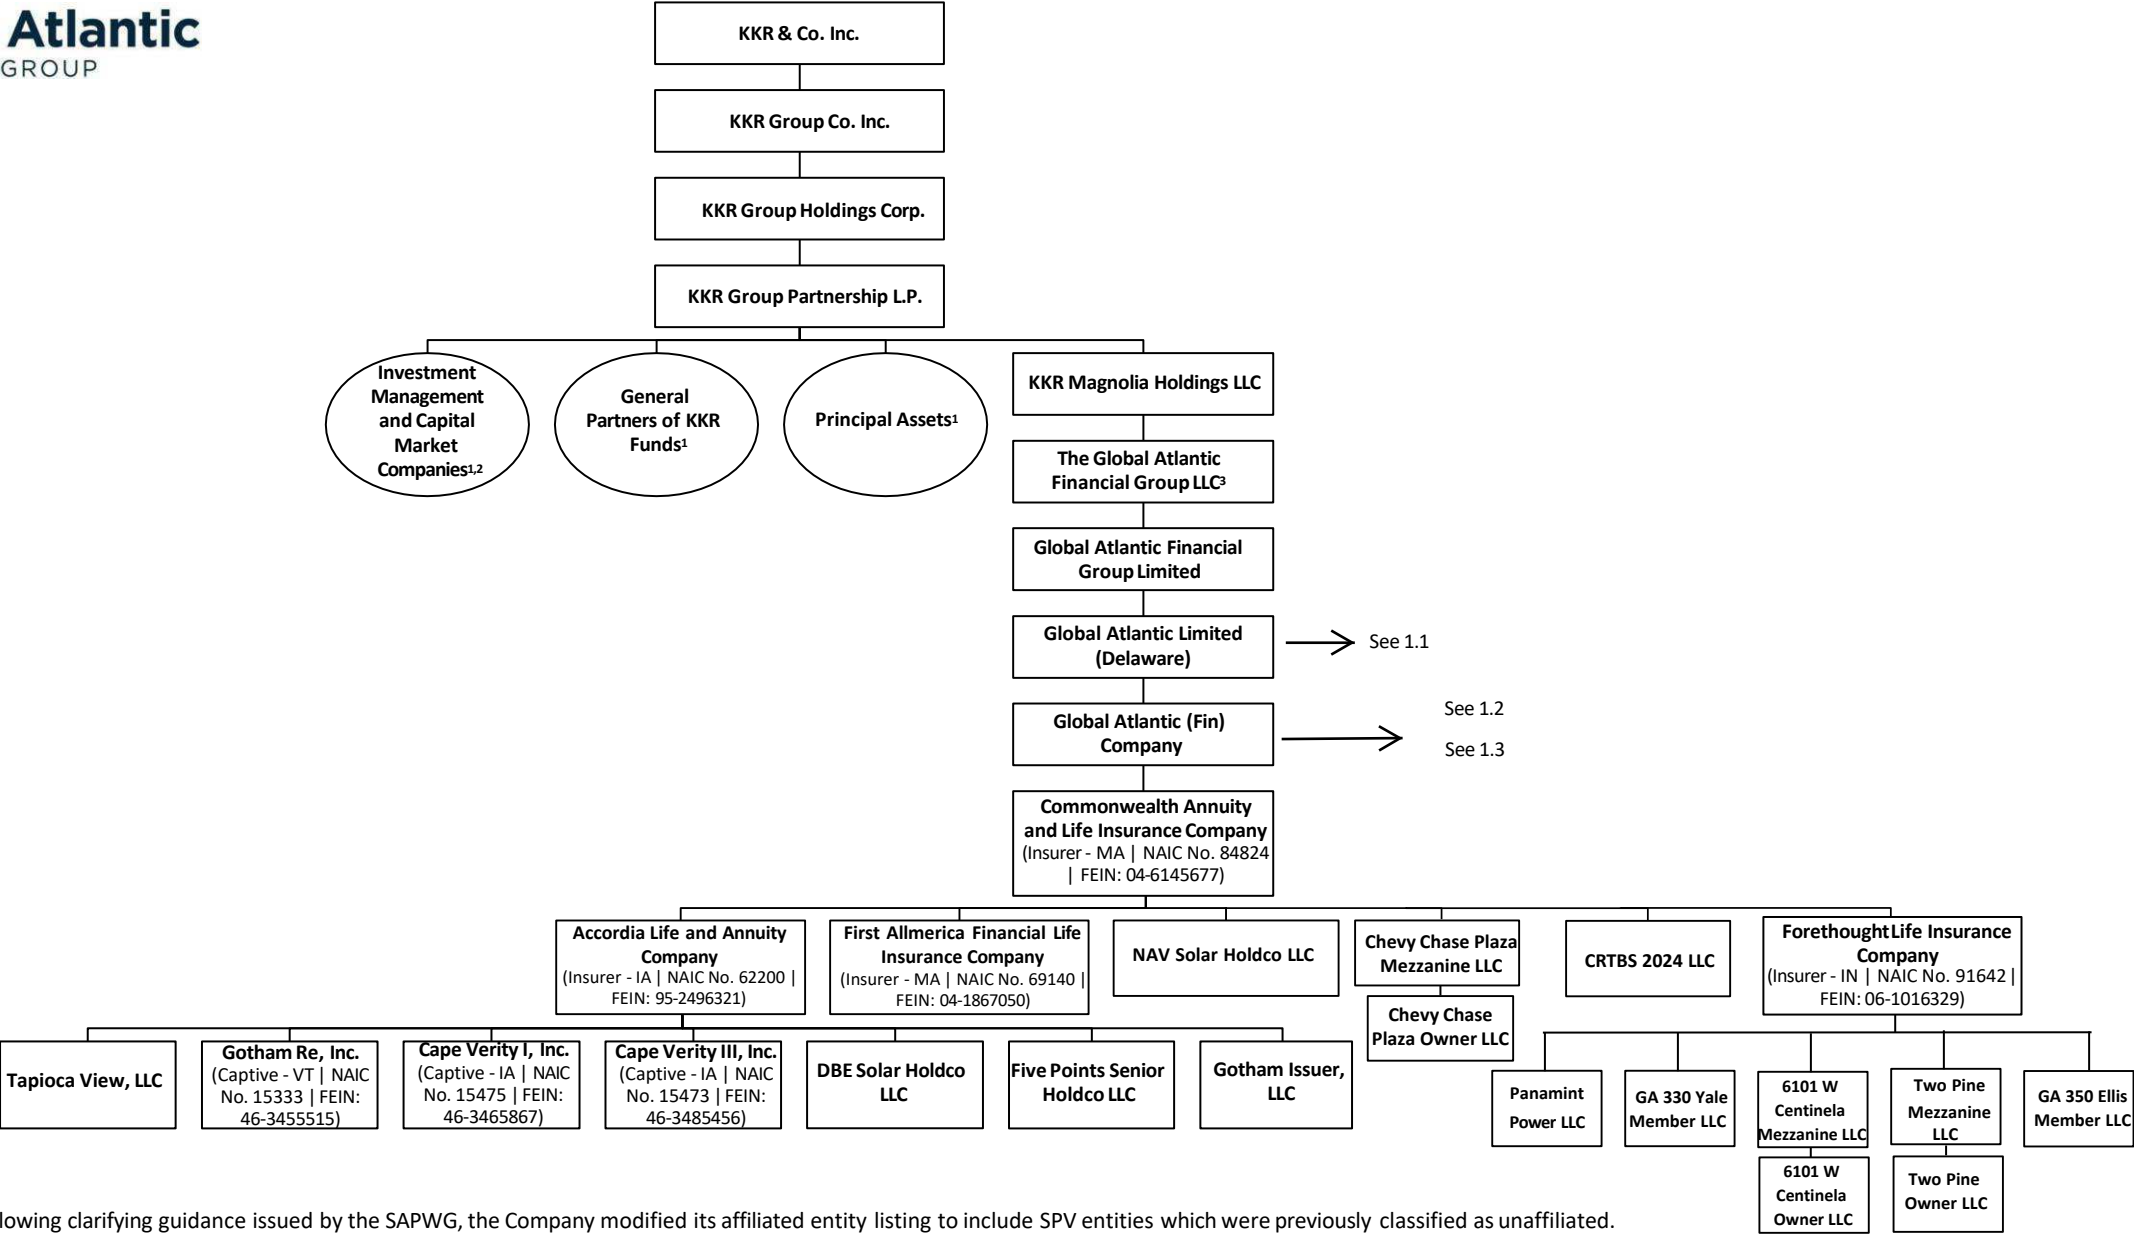 Atlantic
GROUP
KKR & Co. Inc.
KKR Group Co. Inc.
KKR Group Holdings Corp.
KKR Group Partnership L.P.
Investment
Management
and Capital
Market
Companies1,2
General
Partners of KKR
Funds1
Principal Assets1
KKR Magnolia Holdings LLC
The Global Atlantic
Financial Group LLC3
Global Atlantic Financial
Group Limited
Global Atlantic Limited
(Delaware)
See 1.1
Global Atlantic (Fin)
Company
See 1.2
See 1.3
Commonwealth Annuity
and Life Insurance Company
(Insurer - MA | NAIC No. 84824
| FEIN: 04-6145677)
Accordia Life and Annuity
Company
(Insurer - IA | NAIC No. 62200 |
FEIN: 95-2496321)
First Allmerica Financial Life
Insurance Company
(Insurer - MA | NAIC No. 69140 |
FEIN: 04-1867050)
NAV Solar Holdco LLC
Chevy Chase Plaza
Mezzanine LLC
Chevy Chase
Plaza Owner LLC
CRTBS 2024 LLC
Forethought Life Insurance
Company
(Insurer - IN | NAIC No. 91642 |
FEIN: 06-1016329)
Tapioca View, LLC
Gotham Re, Inc.
(Captive - VT | NAIC
No. 15333 | FEIN:
46-3455515)
Cape Verity I, Inc.
(Captive - IA | NAIC
No. 15475 | FEIN:
46-3465867)
Cape Verity III, Inc.
(Captive - IA | NAIC
No. 15473 | FEIN:
46-3485456)
DBE Solar Holdco
LLC
Five Points Senior
Holdco LLC
Gotham Issuer,
LLC
Panamint
Power LLC
GA 330 Yale
Member LLC
6101 W
Centinela
Mezzanine LLC
6101 W
Centinela
Owner LLC
Two Pine
Mezzanine
LLC
Two Pine
Owner LLC
GA 350 Ellis
Member LLC
lowing clarifying guidance issued by the SAPWG, the Company modified its affiliated entity listing to include SPV entities which were previously classified as unaffiliated.